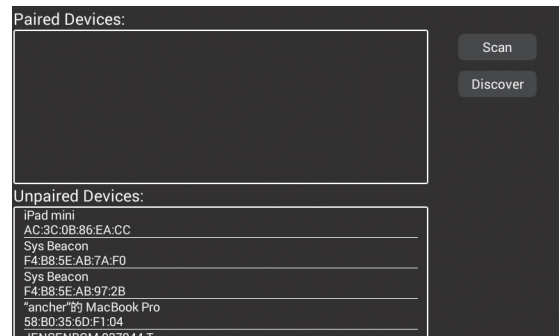 Paired Devices:
Scan
Discover
Unpaired Devices:
iPad mini
AC:3C:0B:86:EA:CC
Sys Beacon
F4:B8:5E:AB:7A:F0
Sys Beacon
F4:B8:5E:AB:97:2B
"ancher"的 MacBook Pro
58:B0:35:6D:F1:04